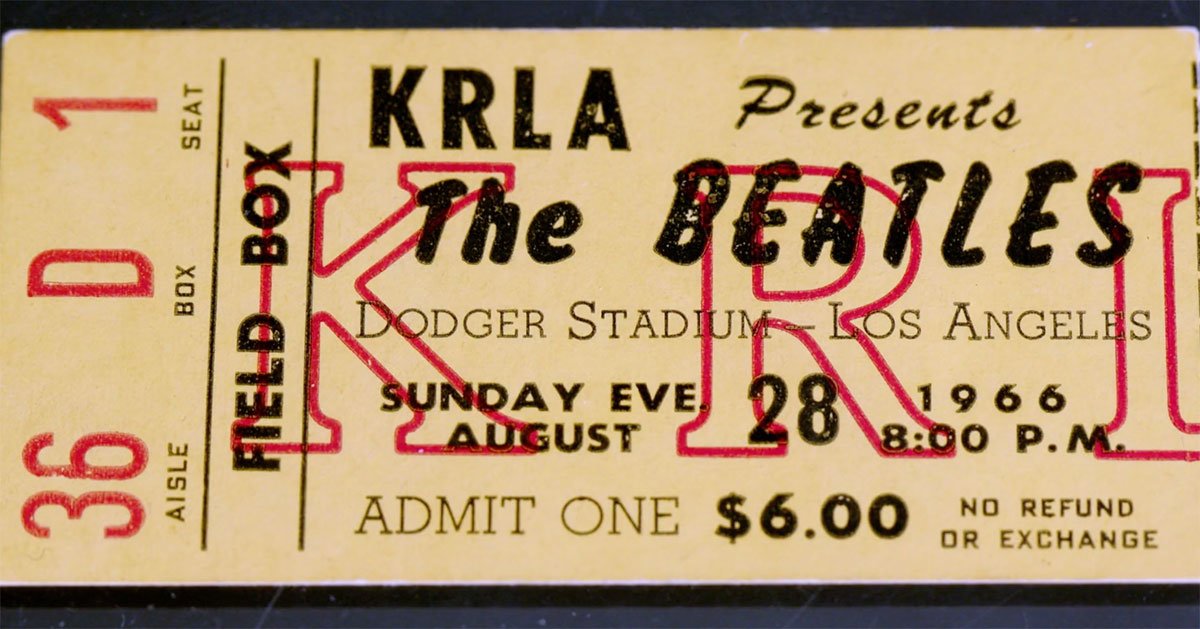 36 D 1
AISLE BOX SEAT
FIELD BOX
KRLA Presents
The BEATLES
DODGER STADIUM – LOS ANGELES
SUNDAY EVE. 28 1966
AUGUST 8:00 P.M.
ADMIT ONE $6.00 NO REFUND
OR EXCHANGE
K R L